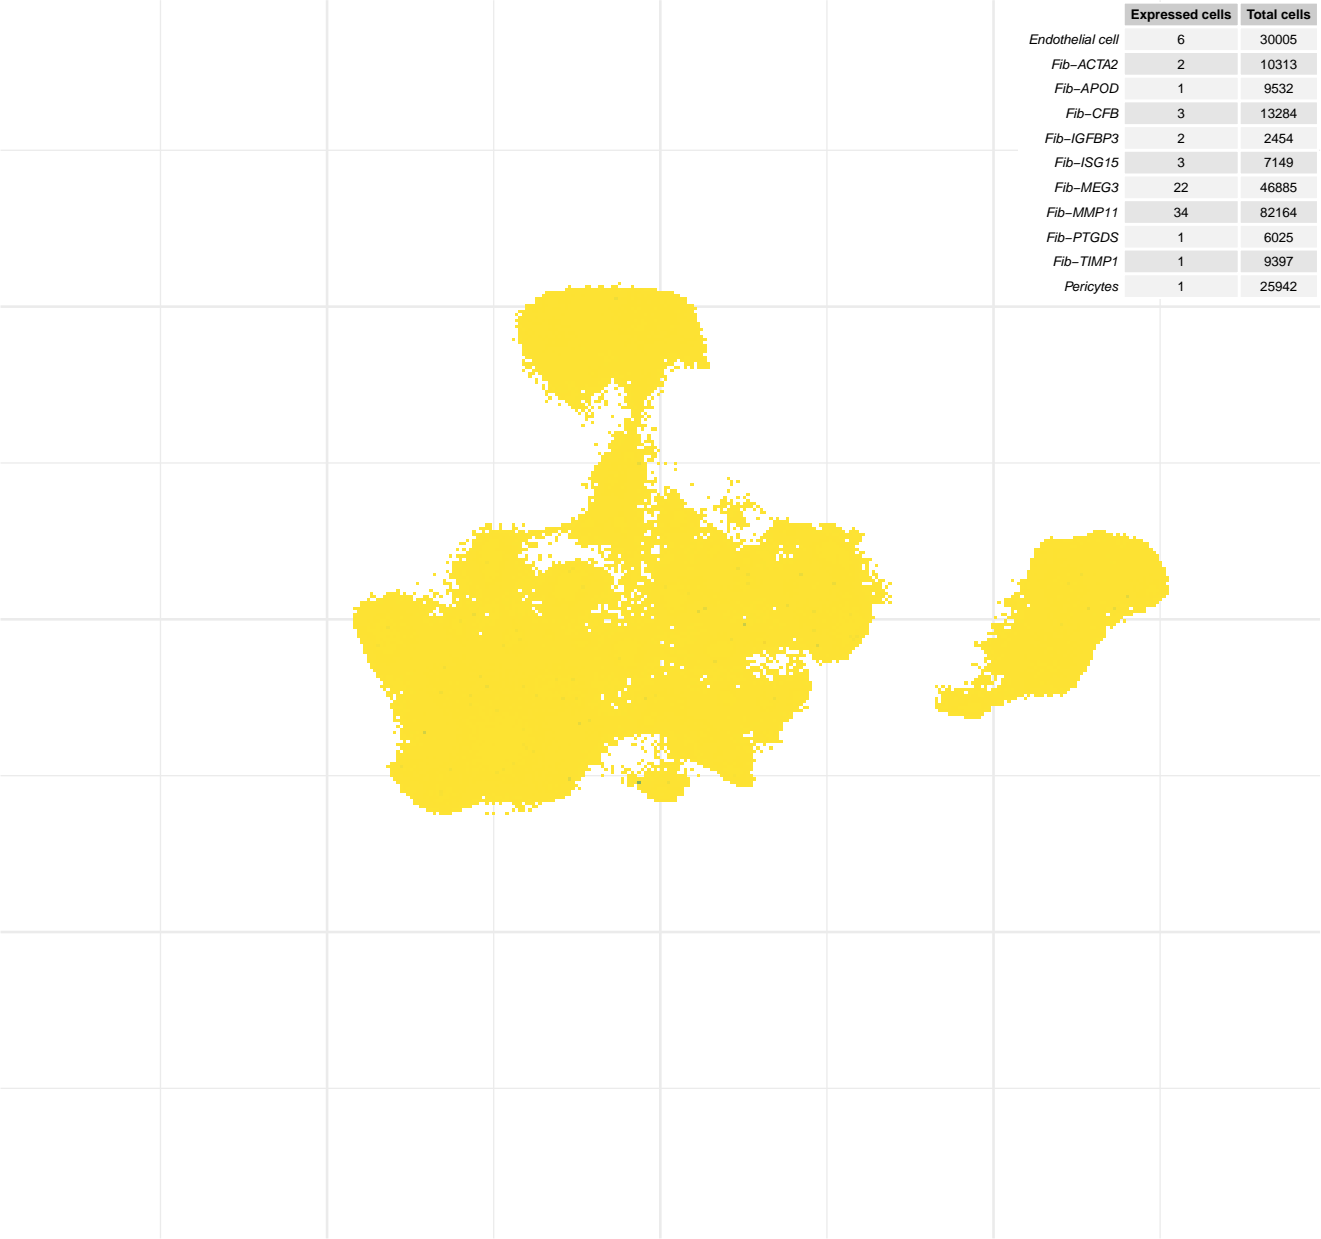 Expressed cells Total cells
Endothelial cell 6 30005
Fib−ACTA2 2 10313
Fib−APOD 1 9532
Fib−CFB 3 13284
Fib−IGFBP3 2 2454
Fib−ISG15 3 7149
Fib−MEG3 22 46885
Fib−MMP11 34 82164
Fib−PTGDS 1 6025
Fib−TIMP1 1 9397
Pericytes 1 25942